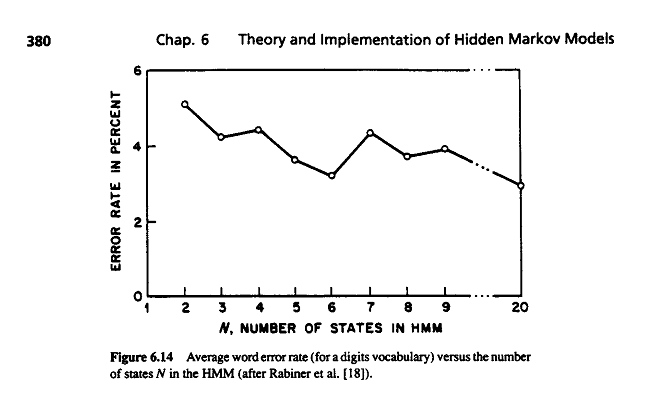 380 Chap. 6 Theory and Implementation of Hidden Markov Models
6
4
2
0
ERROR RATE IN PERCENT
1 2 3 4 5 6 7 8 9 20
N, NUMBER OF STATES IN HMM
Figure 6.14 Average word error rate (for a digits vocabulary) versus the number
of states N in the HMM (after Rabiner et al. [18]).